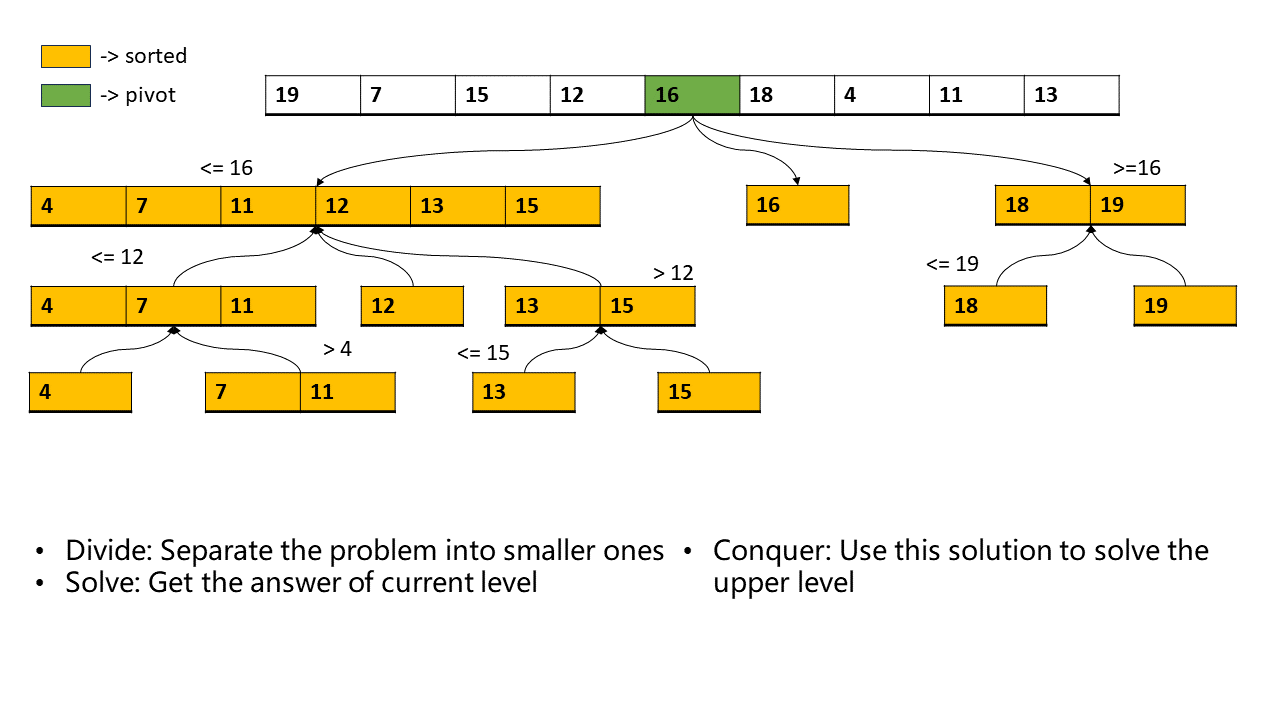 -> sorted
-> pivot
19 7 15 12 16 18 4 11 13
<= 16
>=16
4 7 11 12 13 15
16
18 19
<= 12
> 12
<= 19
4 7 11
12
13 15
18
19
> 4
<= 15
4
7 11
13
15
• Divide: Separate the problem into smaller ones
• Solve: Get the answer of current level
• Conquer: Use this solution to solve the
upper level